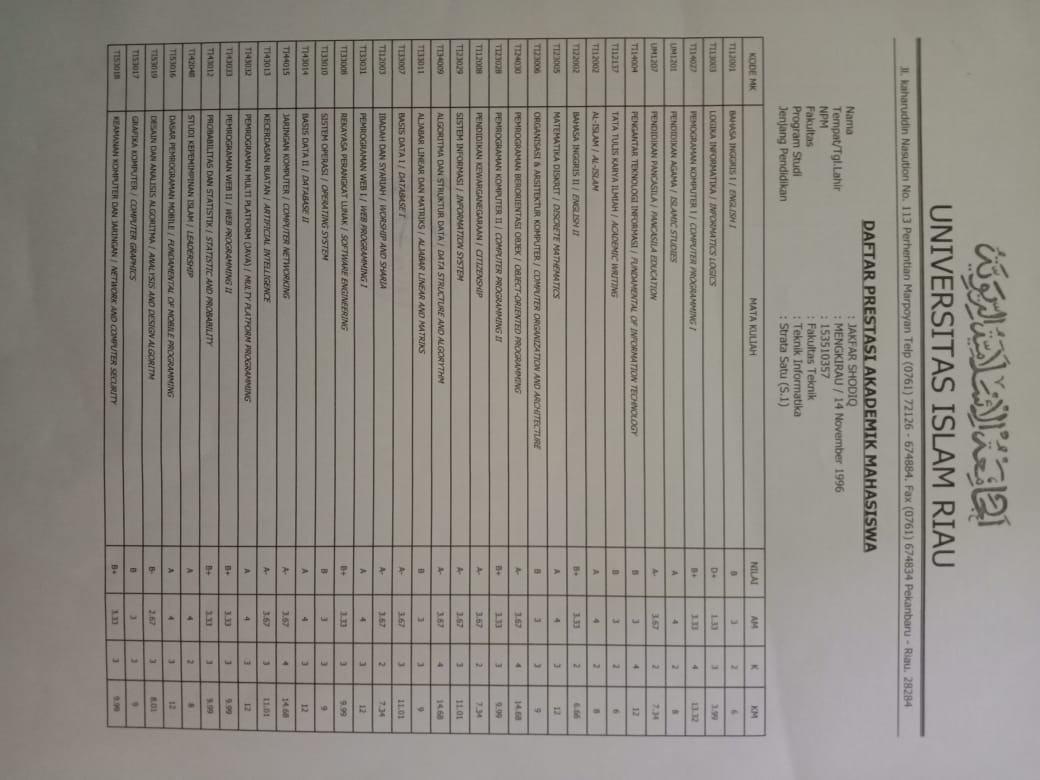 الجامعة الإسلامية الريوية
UNIVERSITAS ISLAM RIAU
Jl. kaharuddin Nasution No. 113 Perhentian Marpoyan Telp (0761) 72126 - 674884. Fax (0761) 674834 Pekanbaru - Riau. 28284
DAFTAR PRESTASI AKADEMIK MAHASISWA
Nama : JAKFAR SHODIQ
Tempat/Tgl.Lahir : MENGKIRAU / 14 November 1996
NPM : 153510357
Fakultas : Fakultas Teknik
Program Studi : Teknik Informatika
Jenjang Pendidikan : Strata Satu (S.1)
KODE MK MATA KULIAH NILAI AM K KM
TI12001 BAHASA INGGRIS I / ENGLISH I B 3 2 6
TI13003 LOGIKA INFORMATIKA / INFORMATICS LOGICS D+ 1.33 3 3.99
TI14027 PEMOGRAMAN KOMPUTER I / COMPUTER PROGRAMMING I B+ 3.33 4 13.32
UM1201 PENDIDIKAN AGAMA / ISLAMIC STUDIES A 4 2 8
UM1207 PENDIDIKAN PANCASILA / PANCASILA EDUCATION A- 3.67 2 7.34
TI14004 PENGANTAR TEKNOLOGI INFORMASI / FUNDAMENTAL OF INFORMATION TECHNOLOGY B 3 4 12
TI12137 TATA TULIS KARYA ILMIAH / ACADEMIC WRITING B 3 2 6
TI12002 AL-ISLAM / AL-ISLAM A 4 2 8
TI22002 BAHASA INGGRIS II / ENGLISH II B+ 3.33 2 6.66
TI23005 MATEMATIKA DISKRIT / DISCRETE MATHEMATICS A 4 3 12
TI23006 ORGANISASI & ARSITEKTUR KOMPUTER / COMPUTER ORGANIZATION AND ARCHITECTURE B 3 3 9
TI24030 PEMROGRAMAN BERORIENTASI OBJEK / OBJECT-ORIENTED PROGRAMMING A- 3.67 4 14.68
TI23028 PEMROGRAMAN KOMPUTER II / COMPUTER PROGRAMMING II B+ 3.33 3 9.99
TI12008 PENDIDIKAN KEWARGANEGARAAN / CITIZENSHIP A- 3.67 2 7.34
TI23029 SISTEM INFORMASI / INFORMATION SYSTEM A- 3.67 3 11.01
TI34009 ALGORITMA DAN STRUKTUR DATA / DATA STRUCTURE AND ALGORYTHM A- 3.67 4 14.68
TI33011 ALJABAR LINEAR DAN MATRIKS / ALJABAR LINEAR AND MATRIKS B 3 3 9
TI33007 BASIS DATA I / DATABASE I A- 3.67 3 11.01
TI12003 IBADAH DAN SYARIAH / WORSHIP AND SHARIA A- 3.67 2 7.34
TI33031 PEMROGRAMAN WEB I / WEB PROGRAMMING I A 4 3 12
TI33008 REKAYASA PERANGKAT LUNAK / SOFTWARE ENGINEERING B+ 3.33 3 9.99
TI33010 SISTEM OPERASI / OPERATING SYSTEM B 3 3 9
TI43014 BASIS DATA II / DATABASE II A 4 3 12
TI44015 JARINGAN KOMPUTER / COMPUTER NETWORKING A- 3.67 4 14.68
TI43013 KECERDASAN BUATAN / ARTIFICIAL INTELLIGENCE A- 3.67 3 11.01
TI43032 PEMROGRAMAN MULTI PLATFORM (JAVA) / MULTY PLATFORM PROGRAMMING A 4 3 12
TI43033 PEMROGRAMAN WEB II / WEB PROGRAMMING II B+ 3.33 3 9.99
TI43012 PROBABILITAS DAN STATISTIK / STATISTIC AND PROBABILITY B+ 3.33 3 9.99
TI42048 STUDI KEPEMIMPINAN ISLAM / LEADERSHIP A 4 2 8
TI53016 DASAR PEMROGRAMAN MOBILE / FUNDAMENTAL OF MOBILE PROGRAMMING A 4 3 12
TI53019 DESAIN DAN ANALISIS ALGORITMA / ANALYSIS AND DESIGN ALGORITM B- 2.67 3 8.01
TI53017 GRAFIKA KOMPUTER / COMPUTER GRAPHICS B 3 3 9
TI53018 KEAMANAN KOMPUTER DAN JARINGAN / NETWORK AND COMPUTER SECURITY B+ 3.33 3 9.99